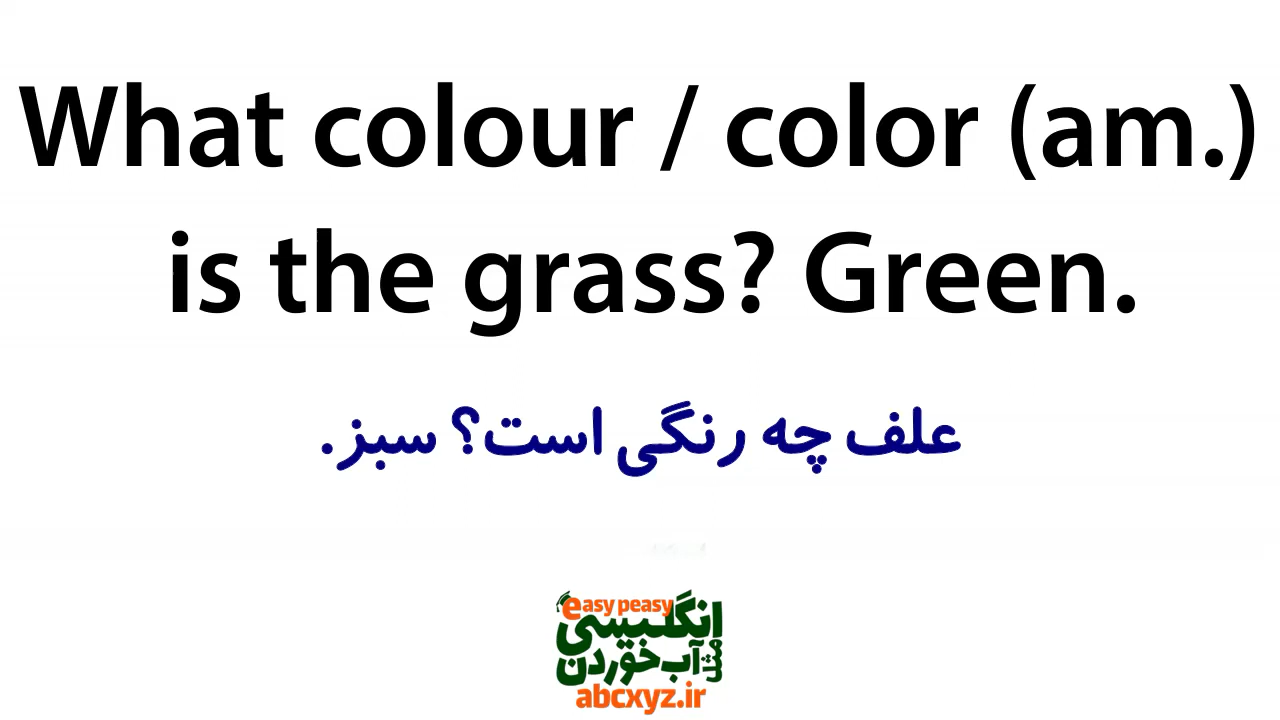 What colour / color (am.)
is the grass? Green.
علف چه رنگی است؟ سبز.
easy peasy
انگلیسی
مثل آب خوردن
abcxyz.ir